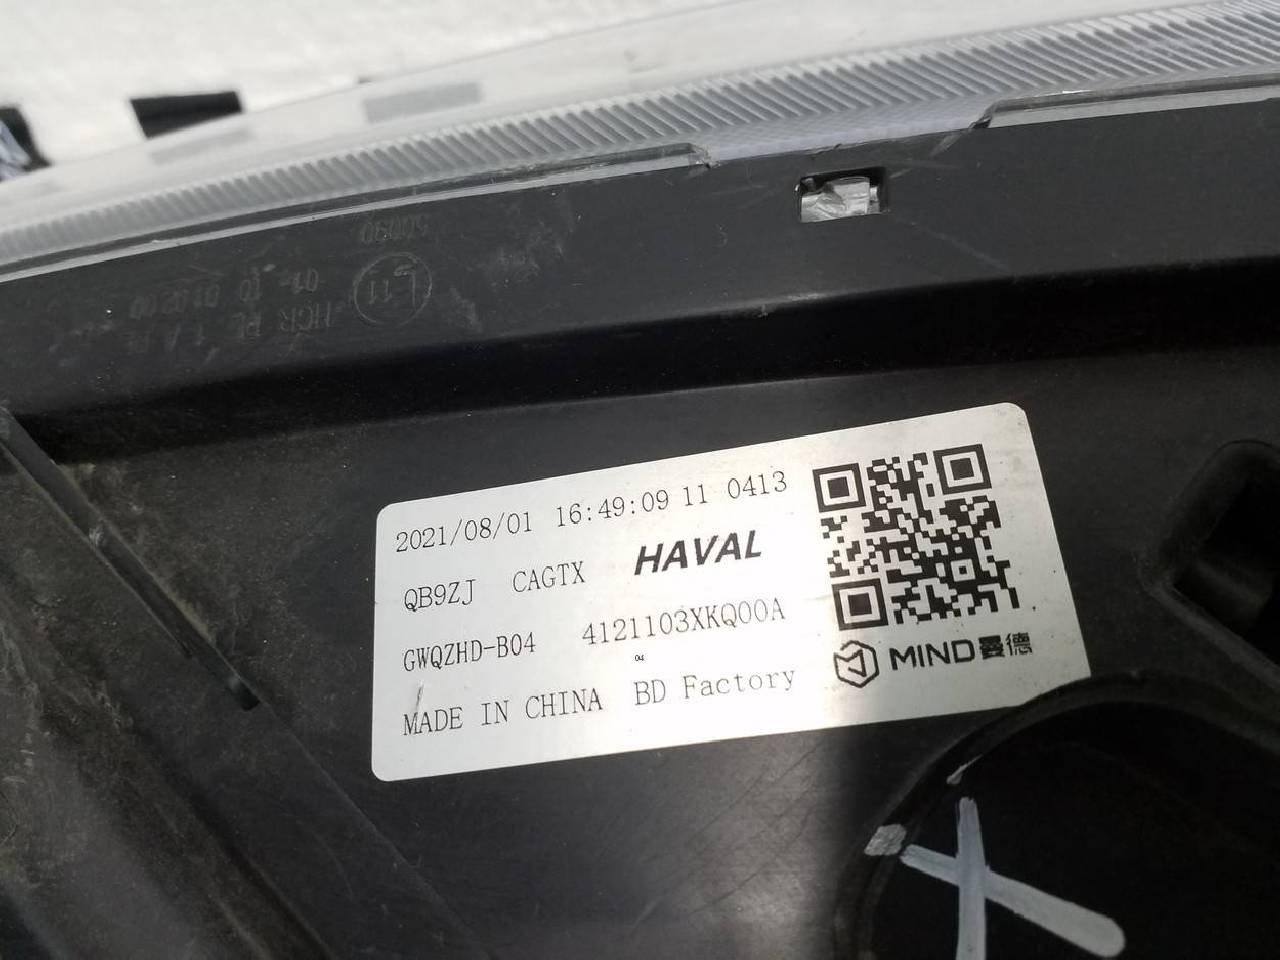 50090
2021/08/01 16:49:09 11 0413
QB9ZJ CAGTX HAVAL
GWQZHD-B04 4121103XKQ00A
MADE IN CHINA BD Factory
MIND曼德